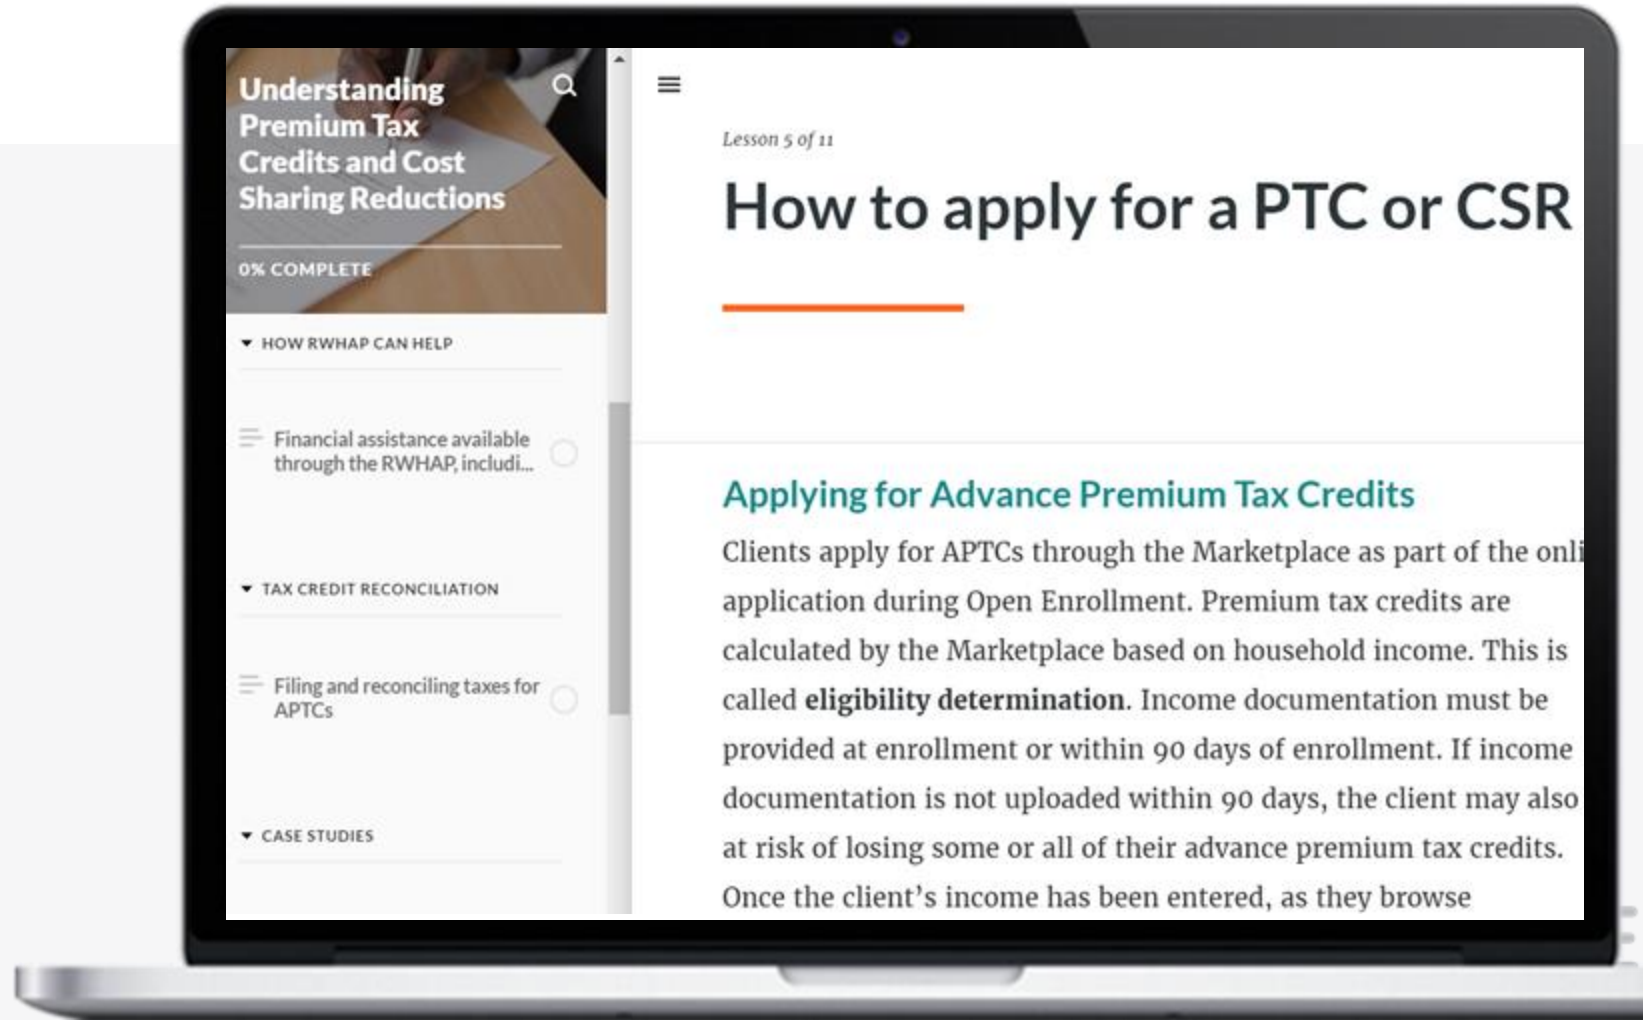 Understanding
Premium Tax
Credits and Cost
Sharing Reductions
0% COMPLETE
HOW RWHAP CAN HELP
Financial assistance available
through the RWHAP, includi...
TAX CREDIT RECONCILIATION
Filing and reconciling taxes for
APTCs
CASE STUDIES
Lesson 5 of 11
How to apply for a PTC or CSR
Applying for Advance Premium Tax Credits
Clients apply for APTCs through the Marketplace as part of the onli
application during Open Enrollment. Premium tax credits are
calculated by the Marketplace based on household income. This is
called eligibility determination. Income documentation must be
provided at enrollment or within 90 days of enrollment. If income
documentation is not uploaded within 90 days, the client may also
at risk of losing some or all of their advance premium tax credits.
Once the client's income has been entered, as they browse